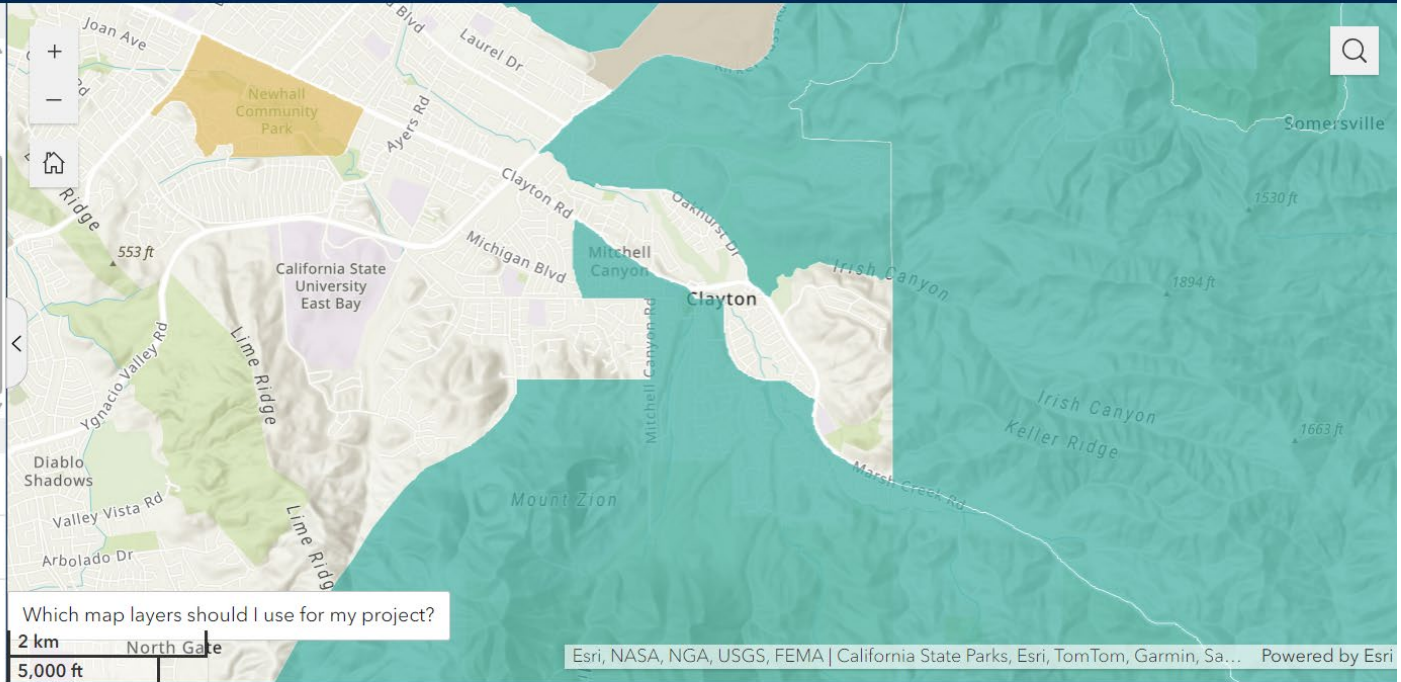 Joan Ave
Blvd
Laurel Dr
+
−
Newhall
Community
Park
Ayers Rd
Somersville
Clayton Rd
1530 ft
Ridge
Oakhurst Dr
553 ft
Michigan Blvd
Mitchell
Canyon
Irish Canyon
California State
University
East Bay
1894 ft
Clayton
Mitchell Canyon Rd
Lime Ridge
Ygnacio Valley Rd
Irish Canyon
Keller Ridge
1663 ft
Diablo
Shadows
Marsh Creek Rd
Mount Zion
Valley Vista Rd
Lime Ridg
Arbolado Dr
Which map layers should I use for my project?
2 km
North Gate
5,000 ft
Esri, NASA, NGA, USGS, FEMA | California State Parks, Esri, TomTom, Garmin, Sa... Powered by Esri